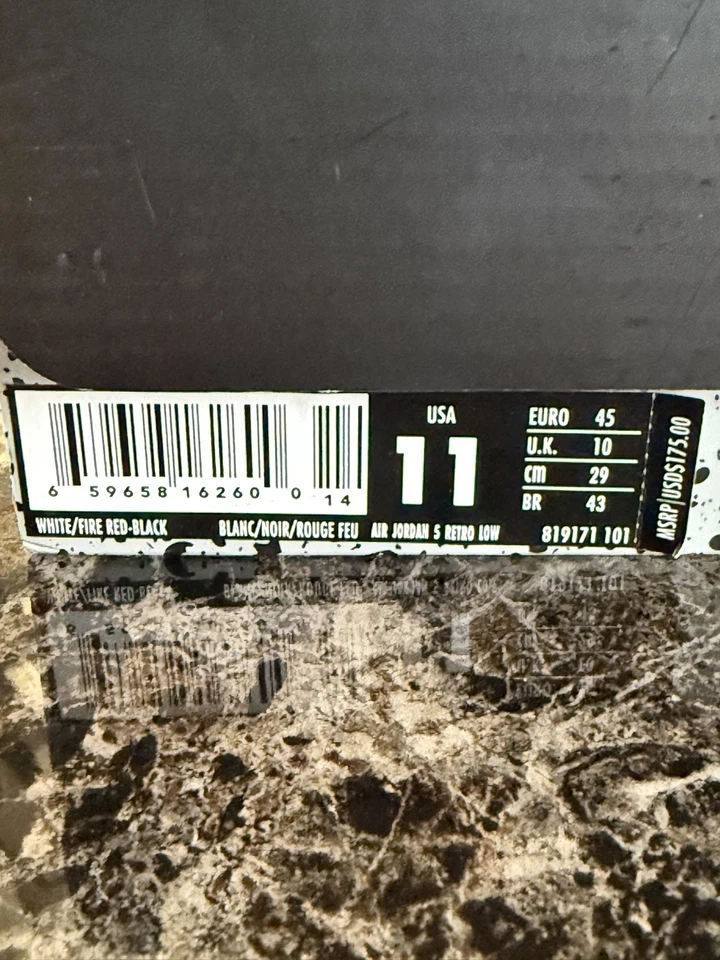 6 59658 16260 0 14
WHITE/FIRE RED-BLACK BLANC/NOIR/ROUGE FEU
USA
11
AIR JORDAN 5 RETRO LOW
EURO 45
U.K. 10
cm 29
BR 43
819171 101
MSRP|USD$175.00